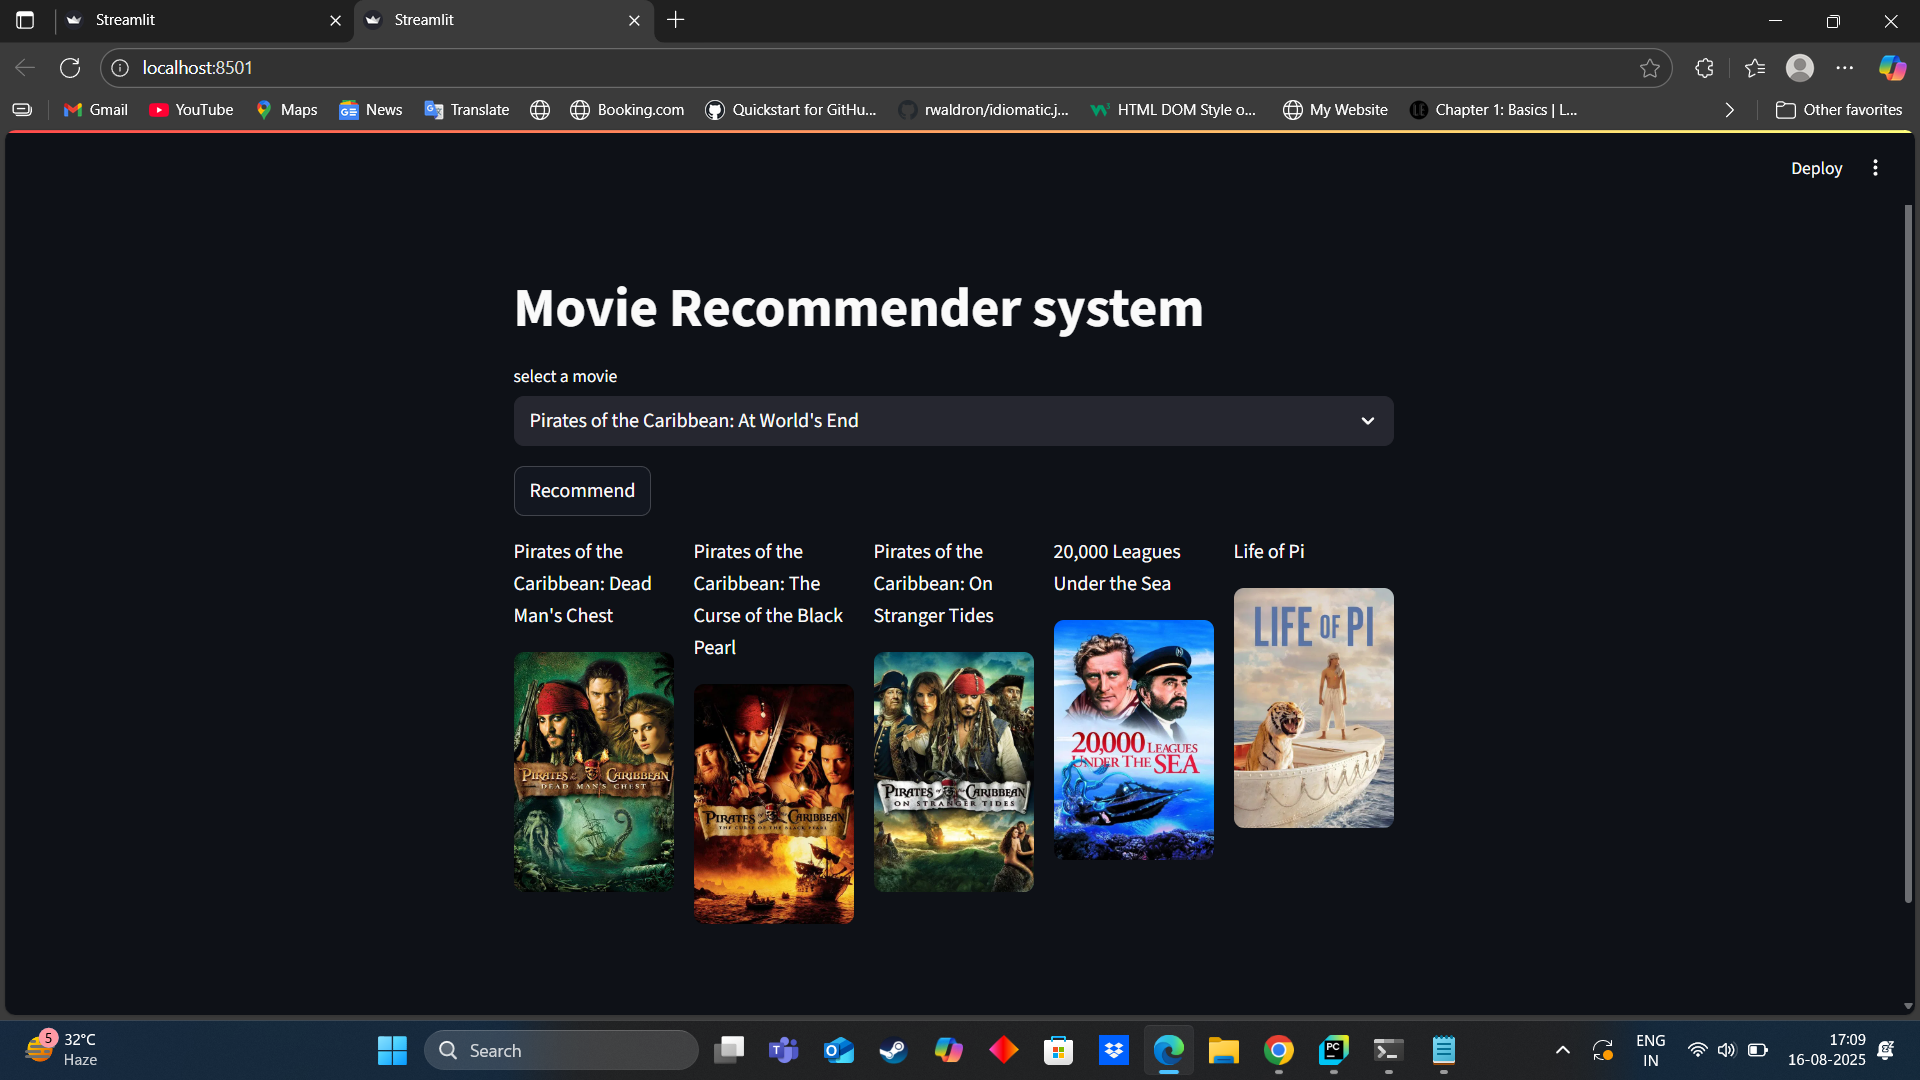 Streamlit
Streamlit
localhost:8501
Gmail
YouTube
Maps
News
Translate
Booking.com
Quickstart for GitHu...
rwaldron/idiomatic.j...
HTML DOM Style o...
My Website
Chapter 1: Basics | L...
Other favorites
Deploy
Movie Recommender system
select a movie
Pirates of the Caribbean: At World's End
Recommend
Pirates of the
Caribbean: Dead
Man's Chest
PIRATES of the CARIBBEAN
DEAD MAN'S CHEST
Pirates of the
Caribbean: The
Curse of the Black
Pearl
PIRATES of the CARIBBEAN
THE CURSE OF THE BLACK PEARL
Pirates of the
Caribbean: On
Stranger Tides
PIRATES of the CARIBBEAN
ON STRANGER TIDES
20,000 Leagues
Under the Sea
20,000 LEAGUES
UNDER THE SEA
Life of Pi
LIFE OF PI
5
32°C
Haze
Search
PC
ENG
IN
17:09
16-08-2025